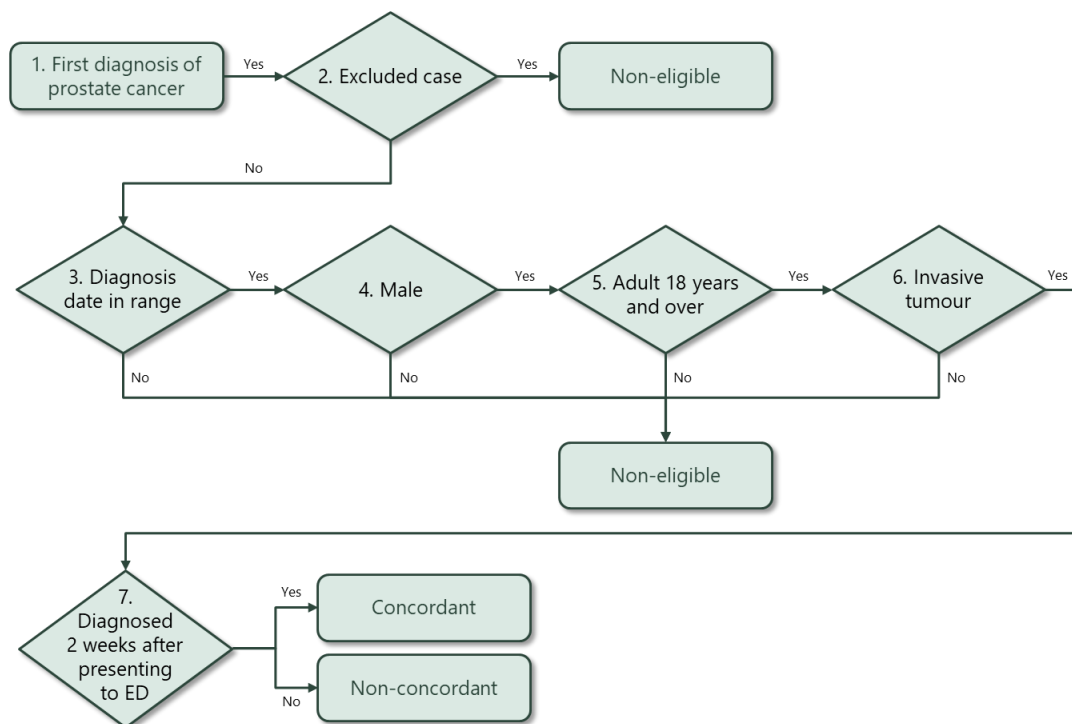 1. First diagnosis of
prostate cancer
Yes
2. Excluded case
Yes
Non-eligible
No
3. Diagnosis
date in range
Yes
4. Male
Yes
5. Adult 18 years
and over
Yes
6. Invasive
tumour
Yes
No
No
No
No
Non-eligible
7.
Diagnosed
2 weeks after
presenting
to ED
Yes
Concordant
No
Non-concordant